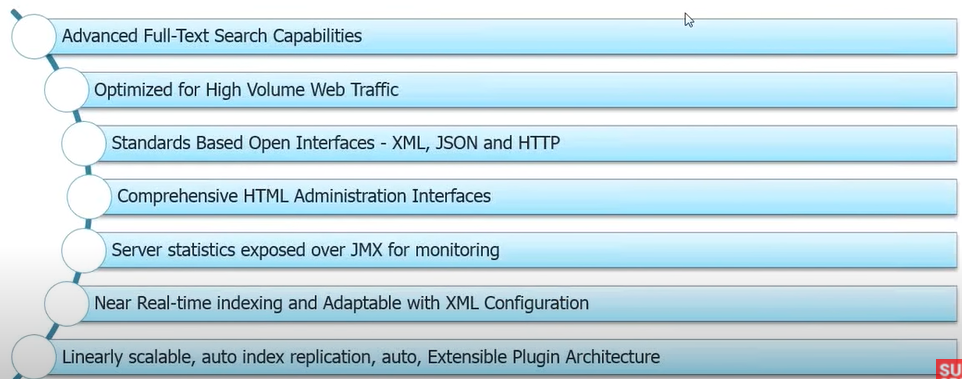 Advanced Full-Text Search Capabilities
Optimized for High Volume Web Traffic
Standards Based Open Interfaces - XML, JSON and HTTP
Comprehensive HTML Administration Interfaces
Server statistics exposed over JMX for monitoring
Near Real-time indexing and Adaptable with XML Configuration
Linearly scalable, auto index replication, auto, Extensible Plugin Architecture
SU